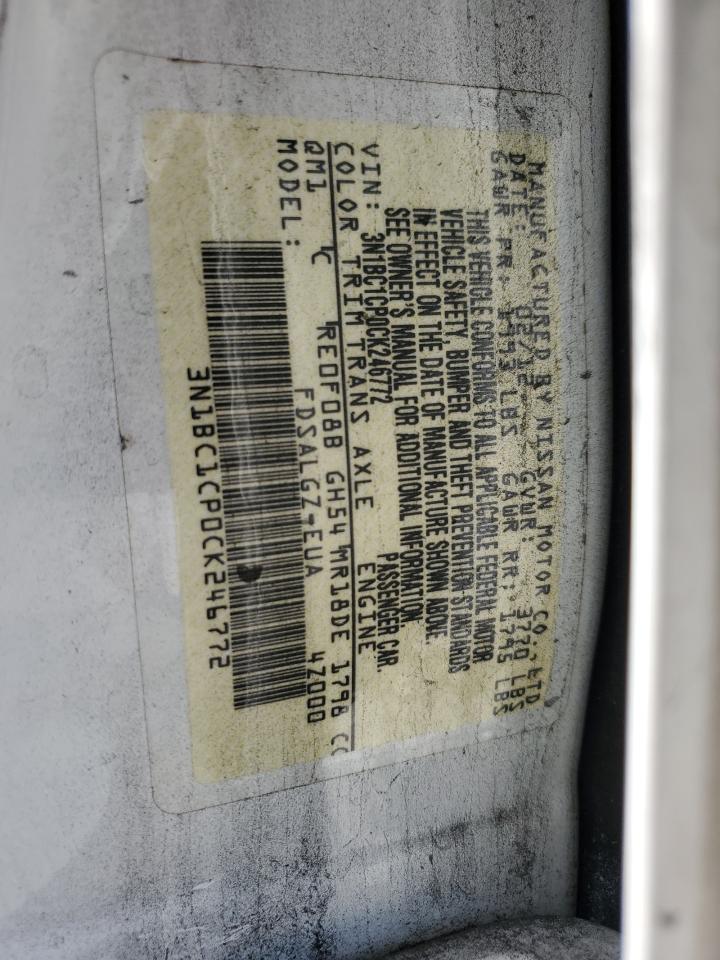 MANUFACTURED BY NISSAN MOTOR CO., LTD.
DATE: 02/12 GVWR: 3770 LBS
GAWR FR: 1993 LBS GAWR RR: 1795 LBS
THIS VEHICLE CONFORMS TO ALL APPLICABLE FEDERAL MOTOR
VEHICLE SAFETY, BUMPER AND THEFT PREVENTION STANDARDS
IN EFFECT ON THE DATE OF MANUFACTURE SHOWN ABOVE.
SEE OWNER'S MANUAL FOR ADDITIONAL INFORMATION.
VIN: 3N1BC1CP0CK246772 PASSENGER CAR.
COLOR TRIM TRANS AXLE ENGINE
QM1 C RE0F08B GH54 MR18DE 1798 CC
MODEL: FDSALGZ-EUA 4Z000
3N1BC1CP0CK246772